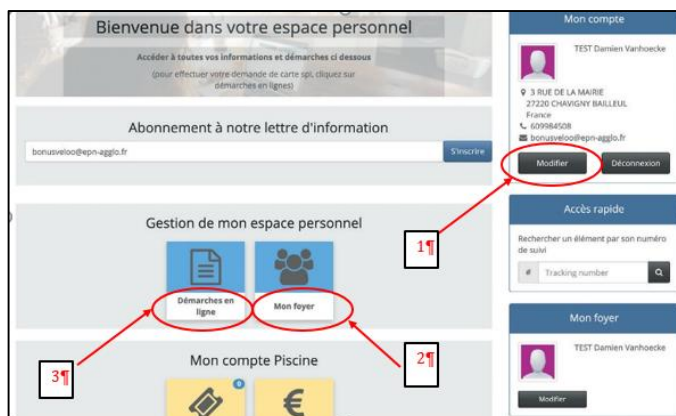 Bienvenue dans votre espace personnel
Accéder à toutes vos informations et démarches ci dessous
(pour effectuer votre demande de carte spl, cliquez sur
démarches en lignes)
Abonnement à notre lettre d'information
bonusveloo@epn-agglo.fr
S'inscrire
Gestion de mon espace personnel
Démarches en
ligne
Mon foyer
3¶
2¶
Mon compte Piscine
0
€
Mon compte
TEST Damien Vanhoecke
3 RUE DE LA MAIRIE
27220 CHAVIGNY BAILLEUL
France
609984508
bonusveloo@epn-agglo.fr
Modifier
Déconnexion
1¶
Accès rapide
Rechercher un élément par son numéro
de suivi
# Tracking number
Mon foyer
TEST Damien Vanhoecke
Modifier